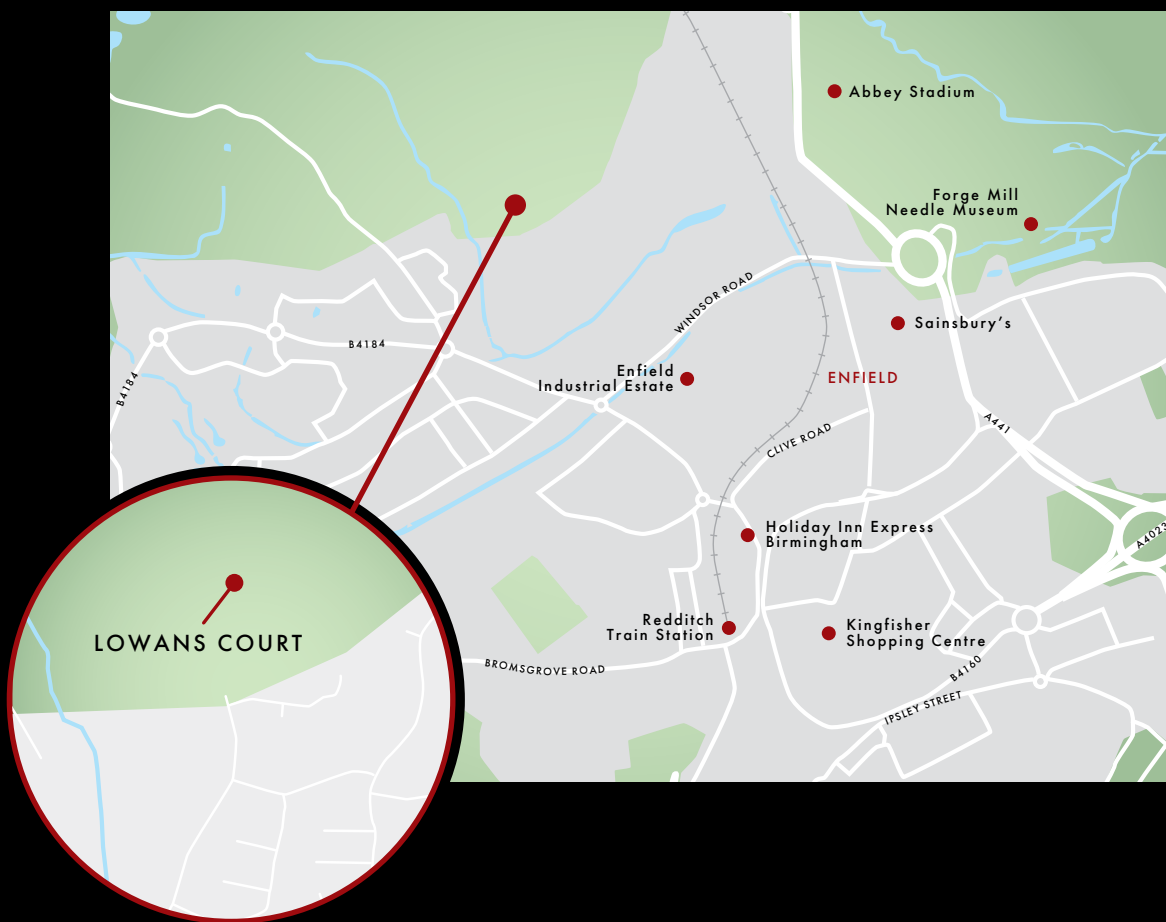 Abbey Stadium
Forge Mill
Needle Museum
WINDSOR ROAD
Sainsbury's
B4184
Enfield
Industrial Estate
ENFIELD
B4184
A441
CLIVE ROAD
Holiday Inn Express
Birmingham
A4023
Redditch
Train Station
Kingfisher
Shopping Centre
LOWANS COURT
BROMSGROVE ROAD
B4160
IPSLEY STREET